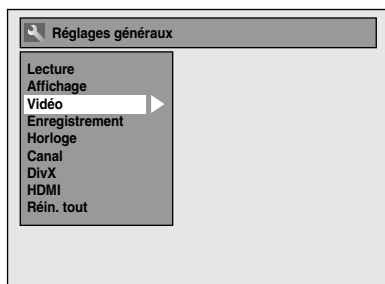 Réglages généraux
Lecture
Affichage
Vidéo
Enregistrement
Horloge
Canal
DivX
HDMI
Réin. tout